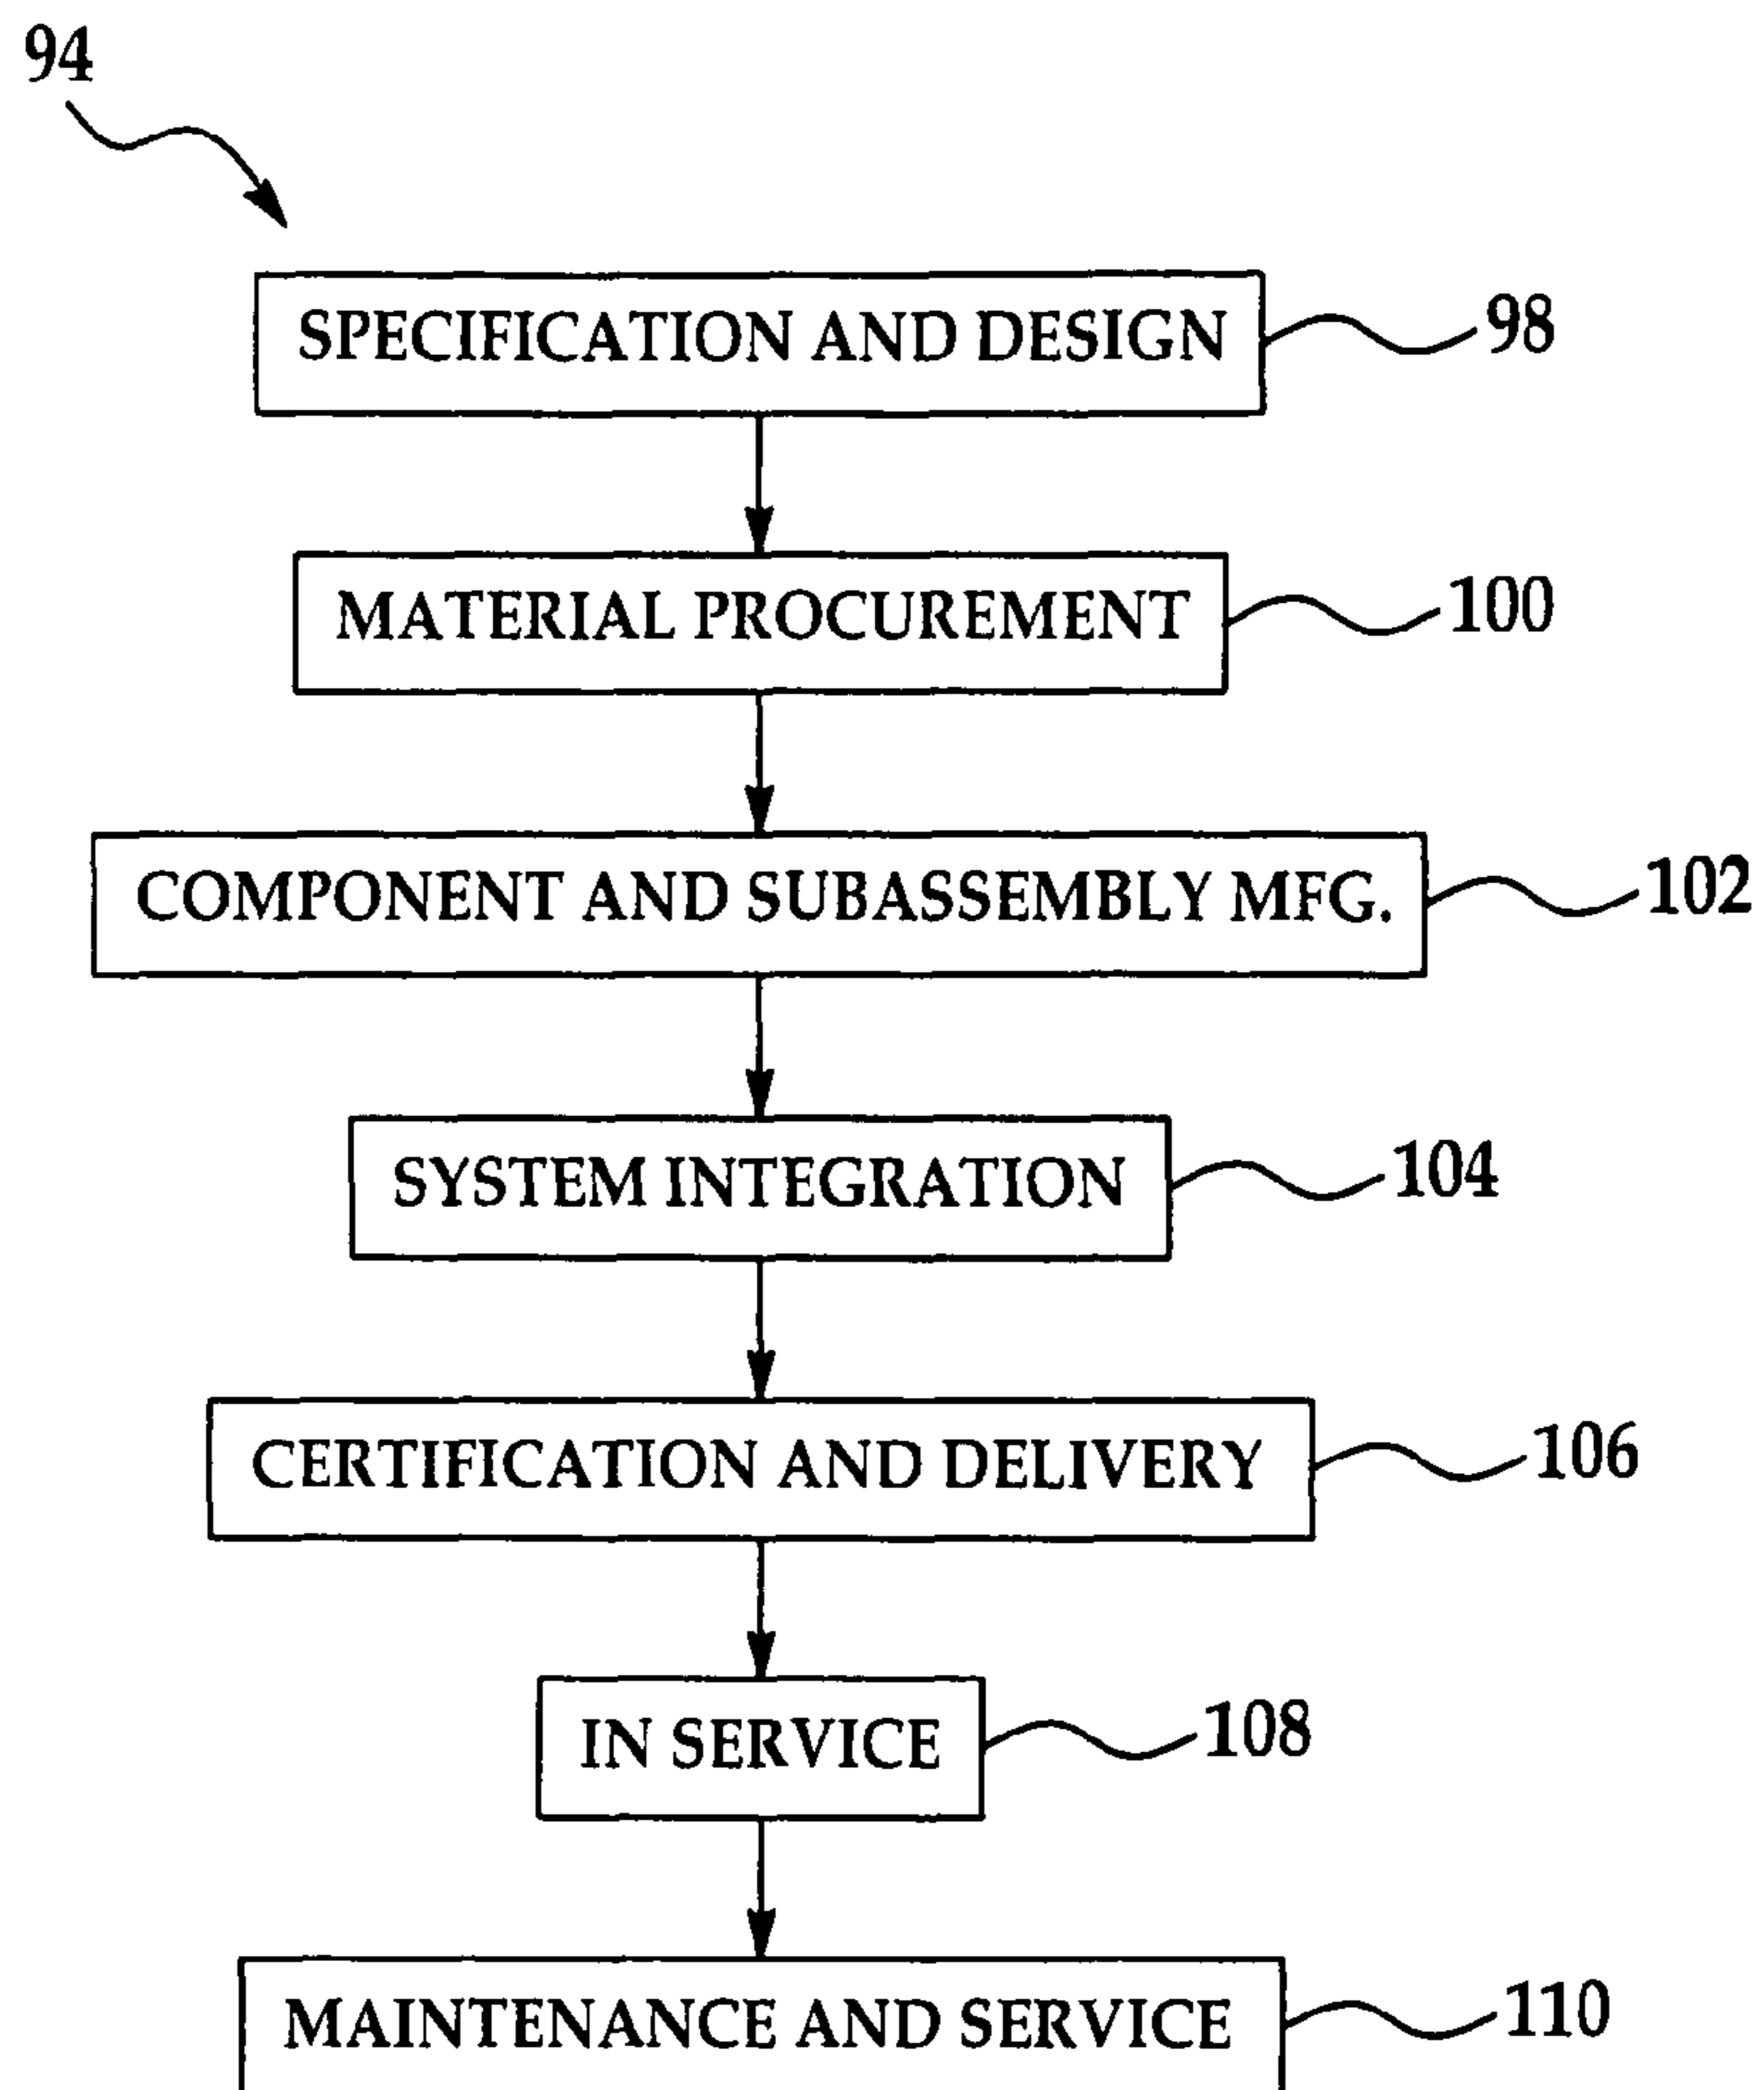 94
SPECIFICATION AND DESIGN 98
MATERIAL PROCUREMENT 100
COMPONENT AND SUBASSEMBLY MFG. 102
SYSTEM INTEGRATION 104
CERTIFICATION AND DELIVERY 106
IN SERVICE 108
MAINTENANCE AND SERVICE 110